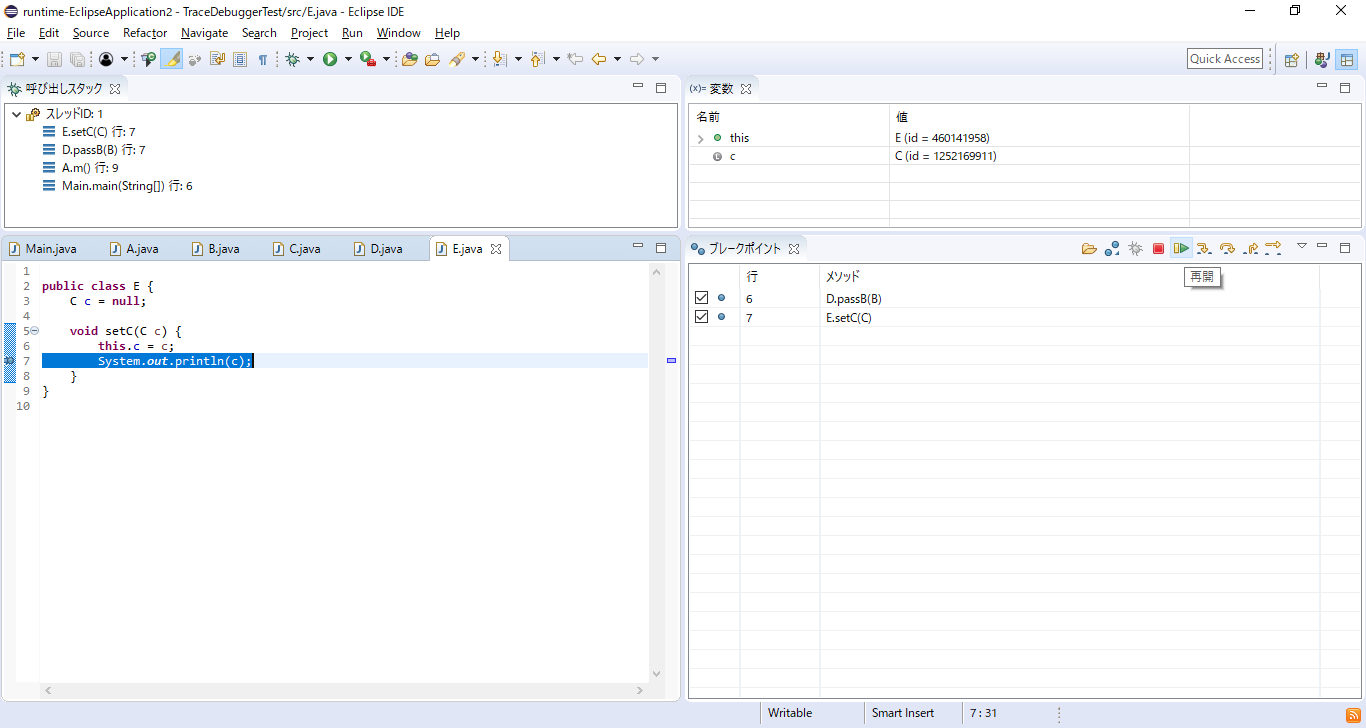 runtime-EclipseApplication2 - TraceDebuggerTest/src/E.java - Eclipse IDE
File Edit Source Refactor Navigate Search Project Run Window Help
Quick Access
呼び出しスタック
スレッドID: 1
E.setC(C) 行: 7
D.passB(B) 行: 7
A.m() 行: 9
Main.main(String[]) 行: 6
(x)= 変数
名前 値
this E (id = 460141958)
c C (id = 1252169911)
Main.java A.java B.java C.java D.java E.java
1
2 public class E {
3 C c = null;
4
5 void setC(C c) {
6 this.c = c;
7 System.out.println(c);
8 }
9 }
10
ブレークポイント
再開
行 メソッド
6 D.passB(B)
7 E.setC(C)
Writable Smart Insert 7 : 31